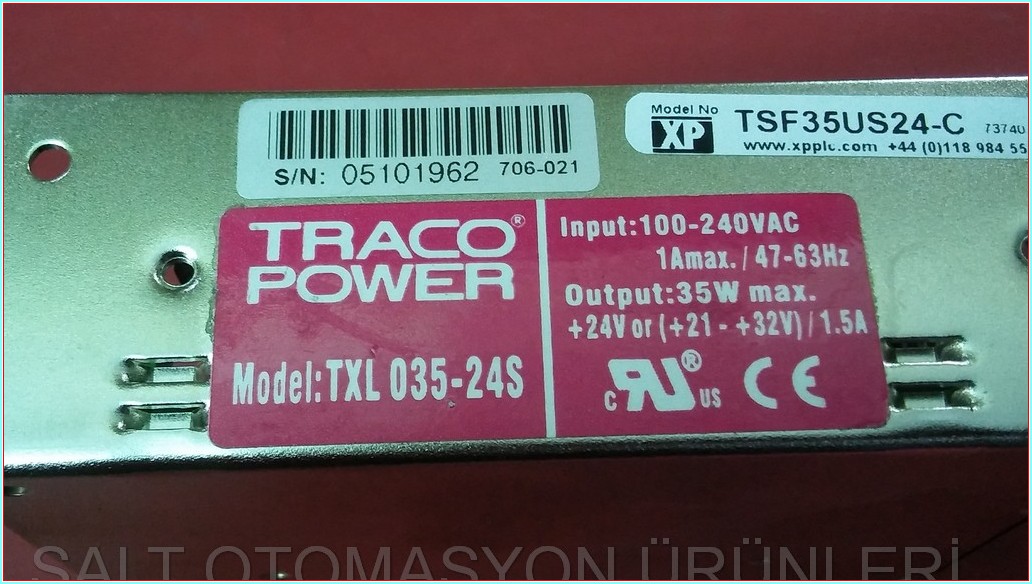 S/N: 05101962 706-021
Model No
XP TSF35US24-C 7374U
www.xpplc.com +44 (0)118 984 55
TRACO®
POWER
Model:TXL 035-24S
Input:100-240VAC
1Amax. / 47-63Hz
Output:35W max.
+24V or (+21 - +32V) / 1.5A
C RU® US CE
SALT OTOMASYON ÜRÜNLERİ